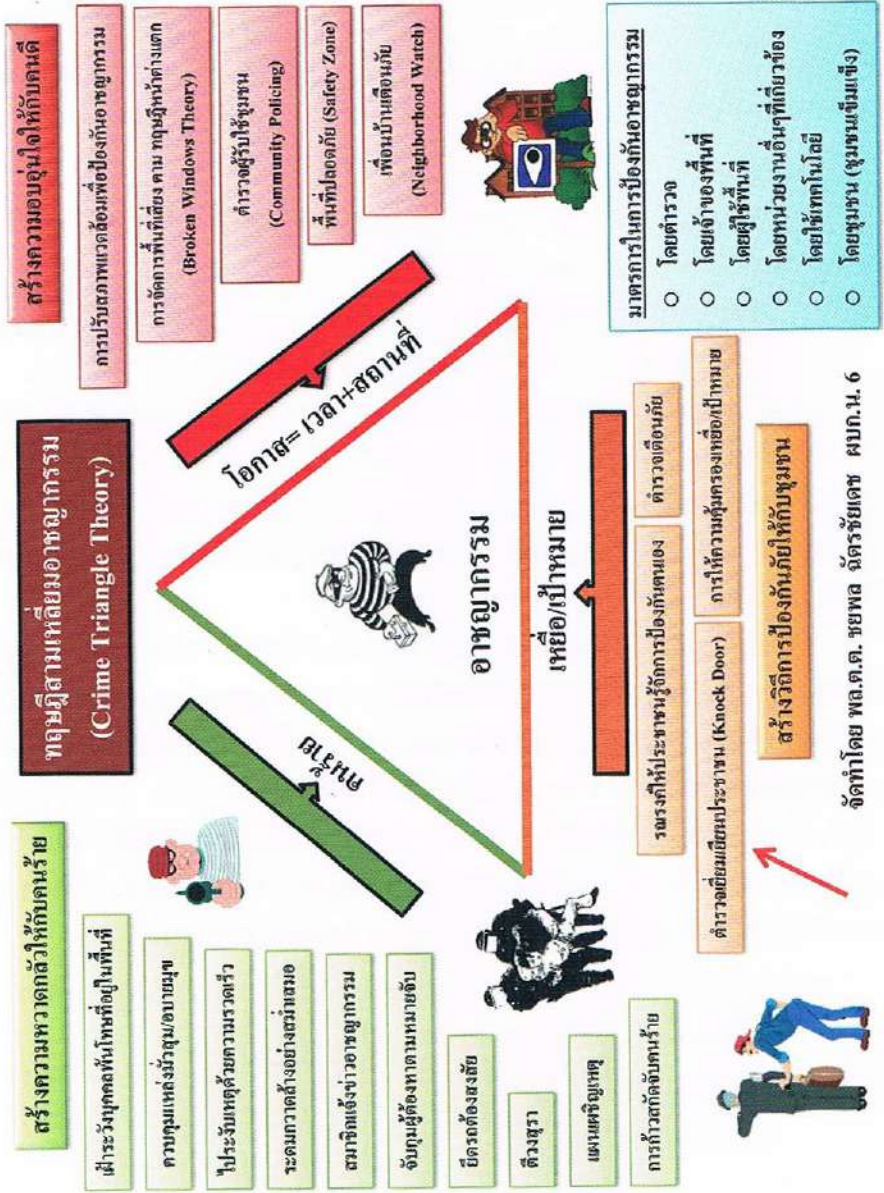 ทฤษฎีสามเหลี่ยมอาชญากรรม
(Crime Triangle Theory)
สร้างความหวาดกลัวให้กับคนร้าย
เฝ้าระวังบุคคลพ้นโทษที่อยู่ในพื้นที่
ควบคุมแหล่งมั่วสุม/อบายมุข
ไประงับเหตุด้วยความรวดเร็ว
ระดมกวาดล้างอย่างสม่ำเสมอ
สมาชิกแจ้งข่าวอาชญากรรม
จับกุมผู้ต้องหาตามหมายจับ
ยึดรถต้องสงสัย
ตีวงสุรา
แผนเผชิญเหตุ
การก้าวสกัดจับคนร้าย
คนร้าย
โอกาส= เวลา+สถานที่
อาชญากรรม
เหยื่อ/เป้าหมาย
สร้างความอบอุ่นใจให้กับคนดี
การปรับสภาพแวดล้อมเพื่อป้องกันอาชญากรรม
การจัดการพื้นที่เสี่ยง ตาม ทฤษฎีหน้าต่างแตก
(Broken Windows Theory)
ตำรวจผู้รับใช้ชุมชน
(Community Policing)
พื้นที่ปลอดภัย (Safety Zone)
เพื่อนบ้านเตือนภัย
(Neighborhood Watch)
รณรงค์ให้ประชาชนรู้จักการป้องกันตนเอง
ตำรวจเตือนภัย
ตำรวจเยี่ยมเยียนประชาชน (Knock Door)
การให้ความคุ้มครองเหยื่อ/เป้าหมาย
สร้างวิถีการป้องกันภัยให้กับชุมชน
มาตรการในการป้องกันอาชญากรรม
○ โดยตำรวจ
○ โดยเจ้าของพื้นที่
○ โดยผู้ใช้พื้นที่
○ โดยหน่วยงานอื่นๆที่เกี่ยวข้อง
○ โดยใช้เทคโนโลยี
○ โดยชุมชน (ชุมชนเข้มแข็ง)
จัดทำโดย พล.ต.ต. ชยพล ฉัตรชัยเดช ผบก.น. 6